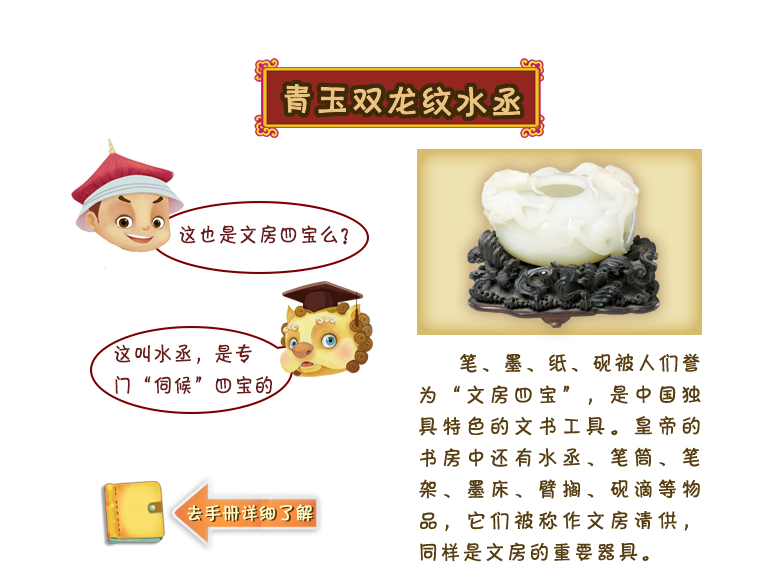 青玉双龙纹水丞
这也是文房四宝么？
这叫水丞，是专
门“伺候”四宝的
去手册详细了解
笔、墨、纸、砚被人们誉
为“文房四宝”，是中国独
具特色的文书工具。皇帝的
书房中还有水丞、笔筒、笔
架、墨床、臂搁、砚滴等物
品，它们被称作文房清供，
同样是文房的重要器具。